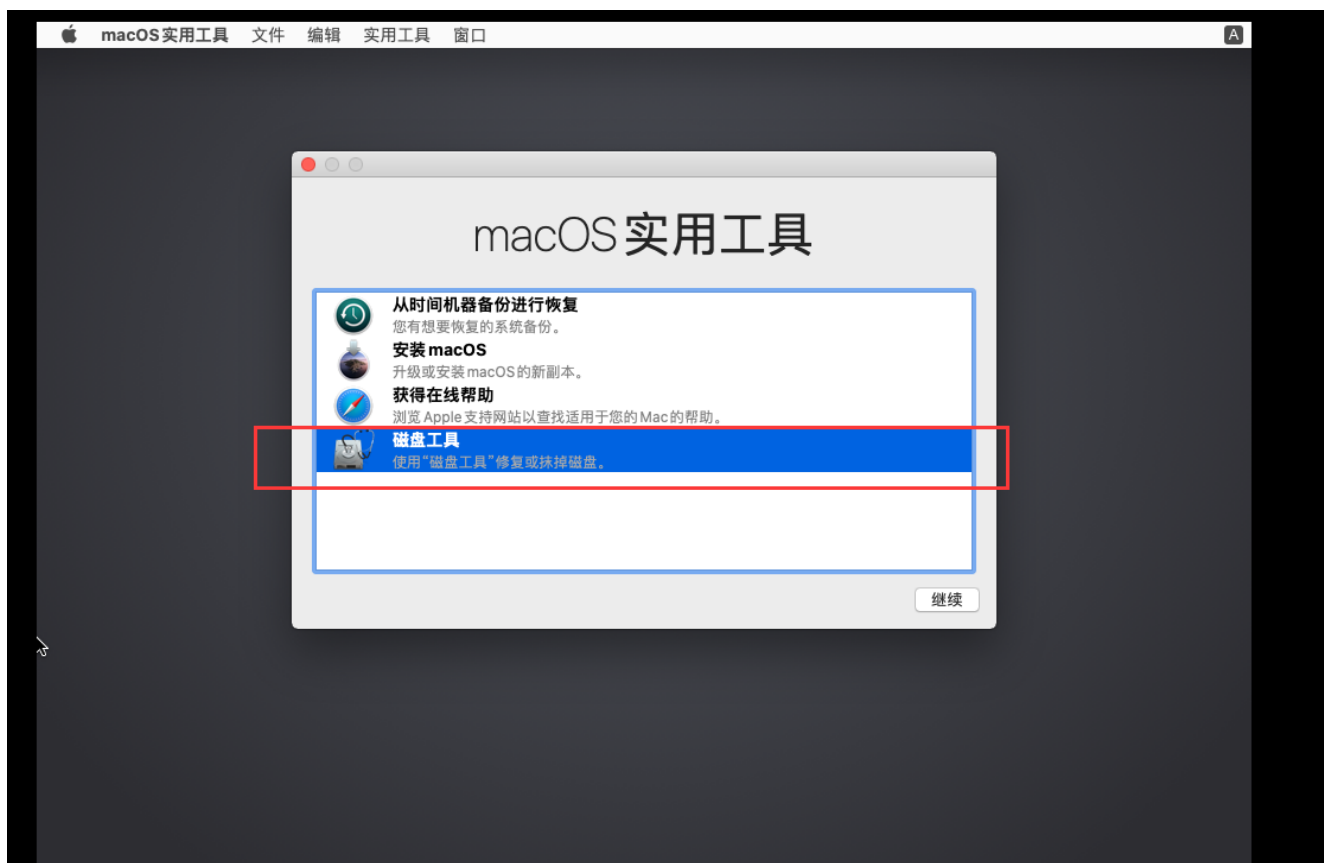 macOS实用工具 文件 编辑 实用工具 窗口 A
macOS实用工具
从时间机器备份进行恢复
您有想要恢复的系统备份。
安装macOS
升级或安装macOS的新副本。
获得在线帮助
浏览Apple支持网站以查找适用于您的Mac的帮助。
磁盘工具
使用“磁盘工具”修复或抹掉磁盘。
继续